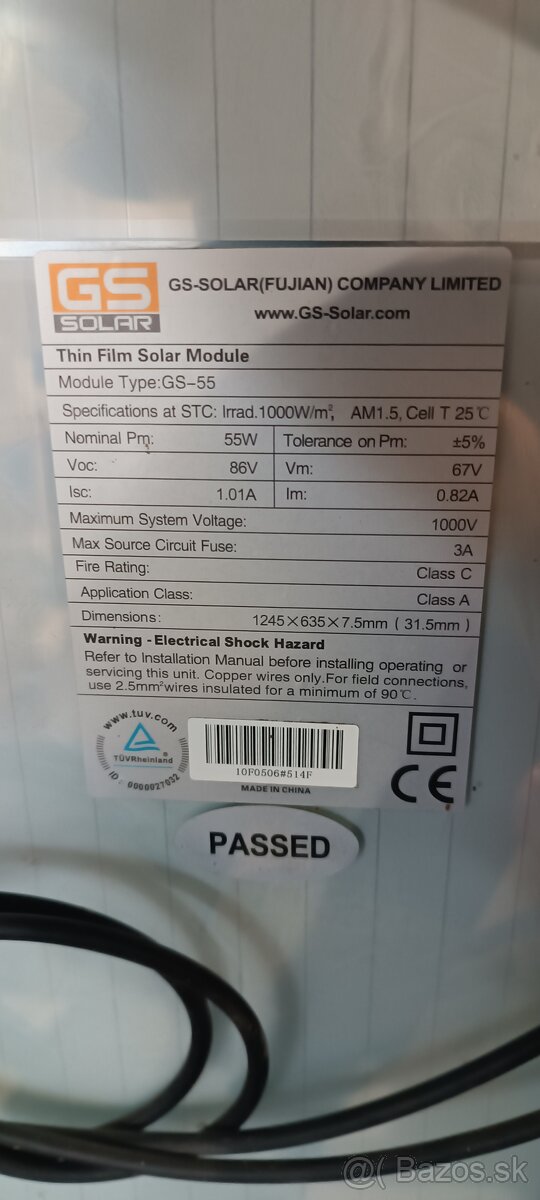 GS
SOLAR
GS-SOLAR(FUJIAN) COMPANY LIMITED
www.GS-Solar.com
Thin Film Solar Module
Module Type:GS-55
Specifications at STC: Irrad.1000W/m², AM1.5, Cell T 25℃
Nominal Pm: 55W Tolerance on Pm: ±5%
Voc: 86V Vm: 67V
Isc: 1.01A Im: 0.82A
Maximum System Voltage: 1000V
Max Source Circuit Fuse: 3A
Fire Rating: Class C
Application Class: Class A
Dimensions: 1245×635×7.5mm ( 31.5mm )
Warning - Electrical Shock Hazard
Refer to Installation Manual before installing operating or
servicing this unit. Copper wires only.For field connections,
use 2.5mm²wires insulated for a minimum of 90℃.
www.tuv.com
TÜVRheinland
ID: 0000027032
10F0506#514F
MADE IN CHINA
CE
PASSED
@( Bazos.sk